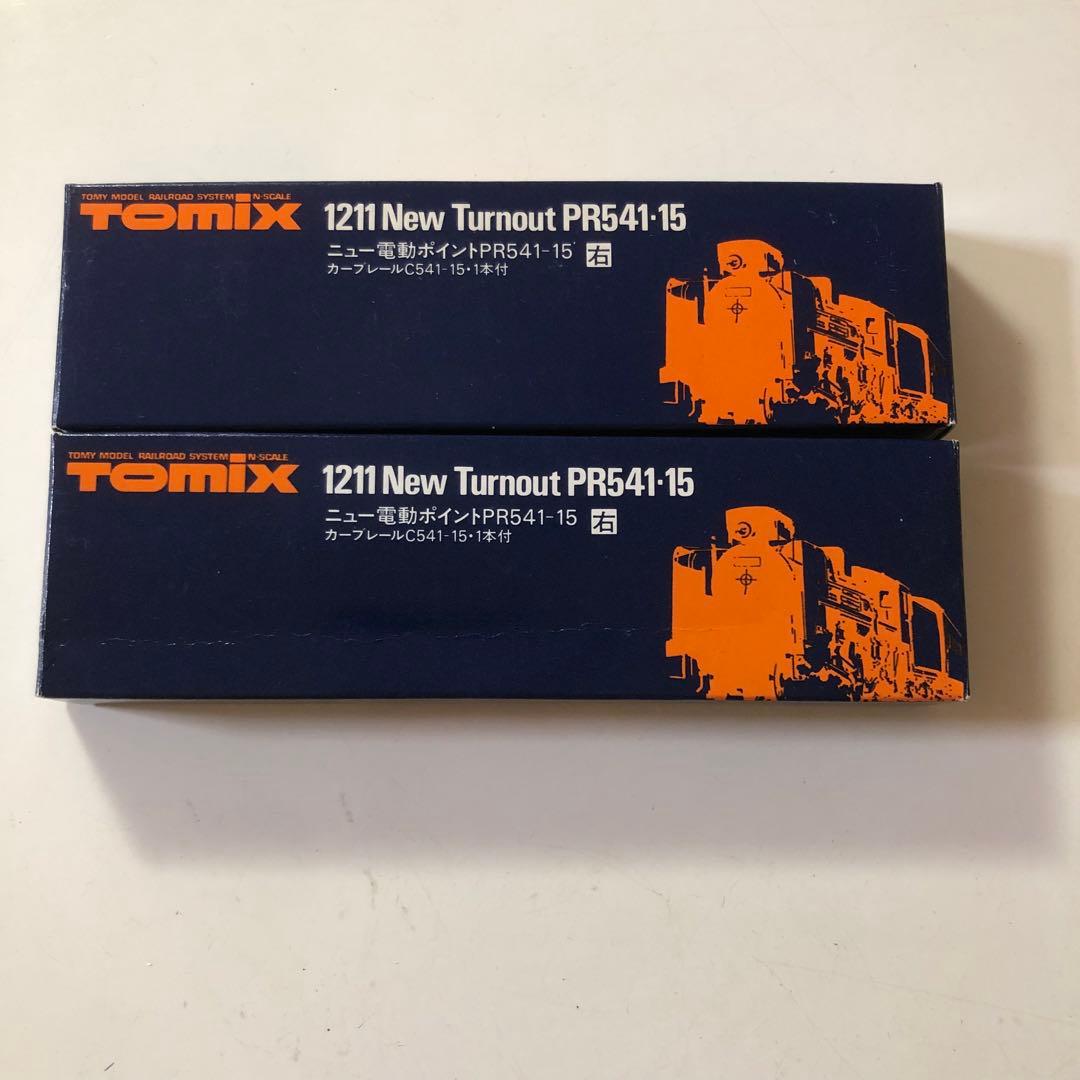 TOMY MODEL RAILROAD SYSTEM N-SCALE
TOMIX 1211 New Turnout PR541·15
ニュー電動ポイントPR541-15 右
カーブレールC541-15・1本付
TOMY MODEL RAILROAD SYSTEM N-SCALE
TOMIX 1211 New Turnout PR541·15
ニュー電動ポイントPR541-15 右
カーブレールC541-15・1本付